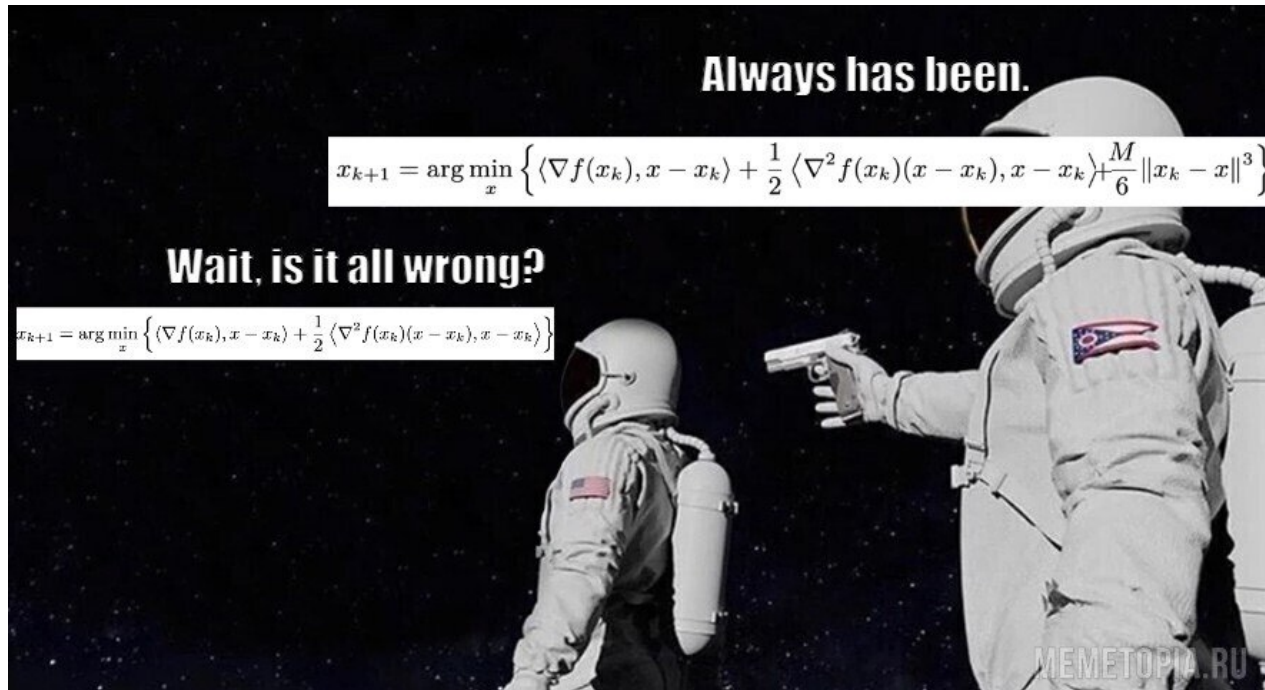 Always has been.
x_{k+1} = arg min_x {⟨∇f(x_k), x − x_k⟩ + 1/2 ⟨∇²f(x_k)(x − x_k), x − x_k⟩ + M/6 ‖x_k − x‖³}
Wait, is it all wrong?
x_{k+1} = arg min_x {⟨∇f(x_k), x − x_k⟩ + 1/2 ⟨∇²f(x_k)(x − x_k), x − x_k⟩}
MEMETOPIA.RU